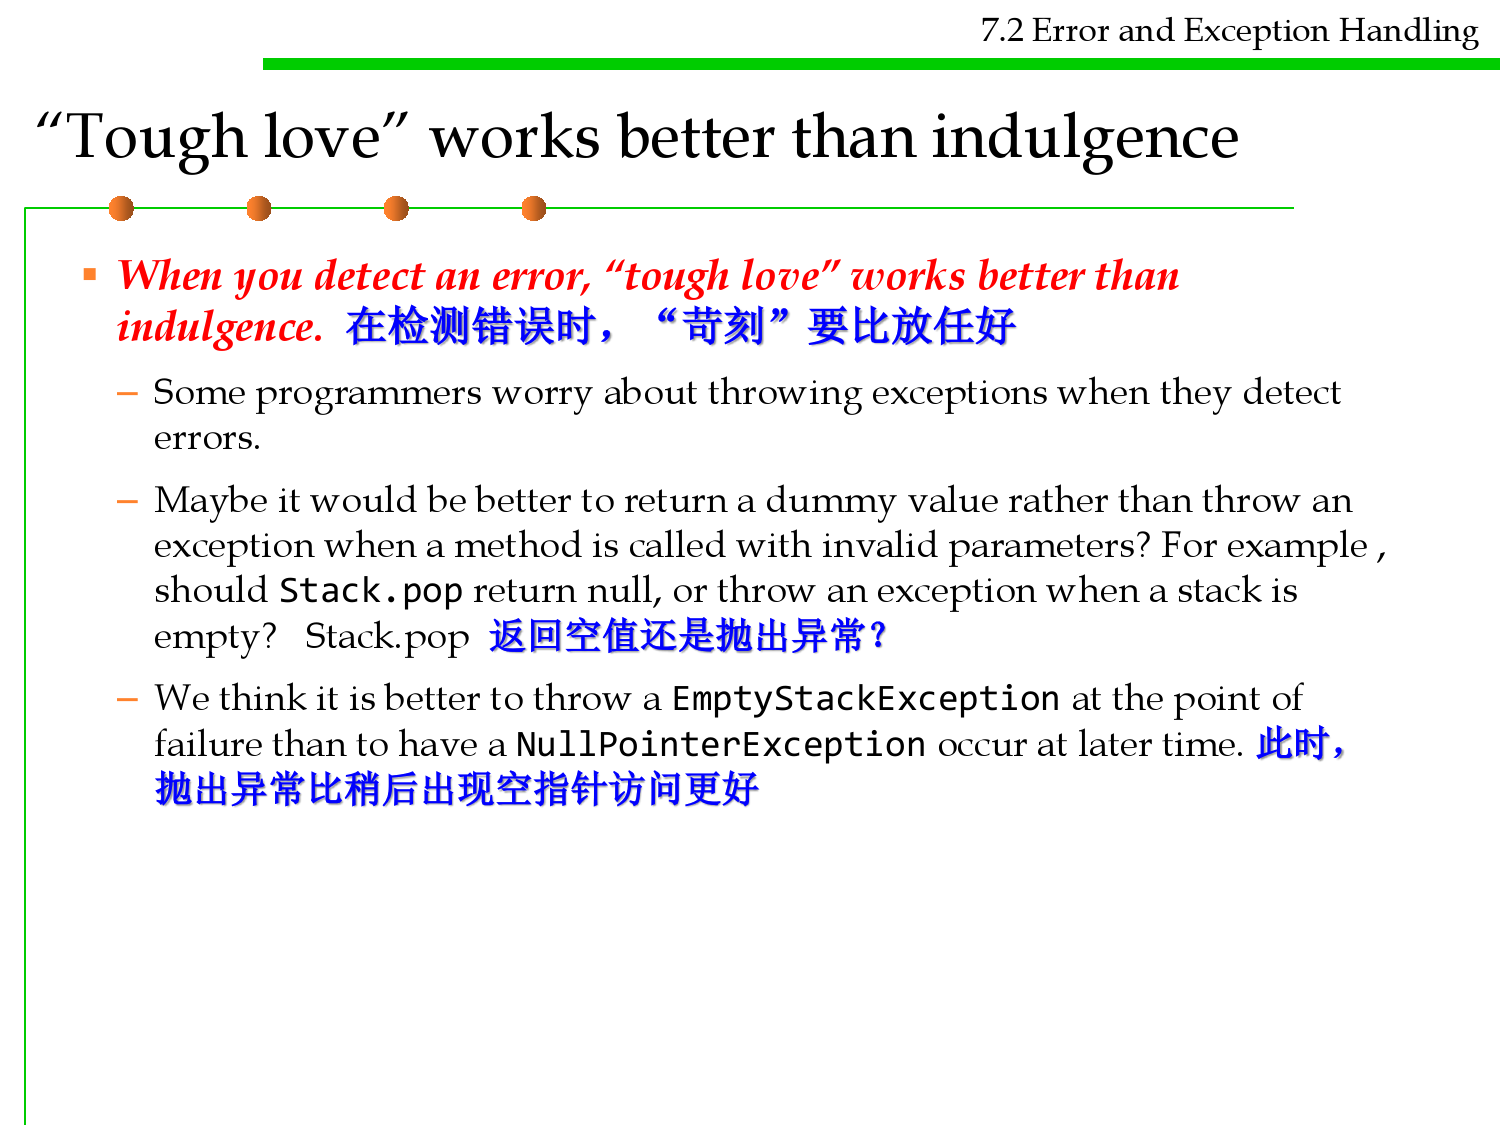 7.2 Error and Exception Handling
“Tough love” works better than indulgence
When you detect an error, “tough love” works better than
indulgence. 在检测错误时，“苛刻”要比放任好
– Some programmers worry about throwing exceptions when they detect
errors.
– Maybe it would be better to return a dummy value rather than throw an
exception when a method is called with invalid parameters? For example ,
should Stack.pop return null, or throw an exception when a stack is
empty? Stack.pop 返回空值还是抛出异常？
– We think it is better to throw a EmptyStackException at the point of
failure than to have a NullPointerException occur at later time. 此时，
抛出异常比稍后出现空指针访问更好